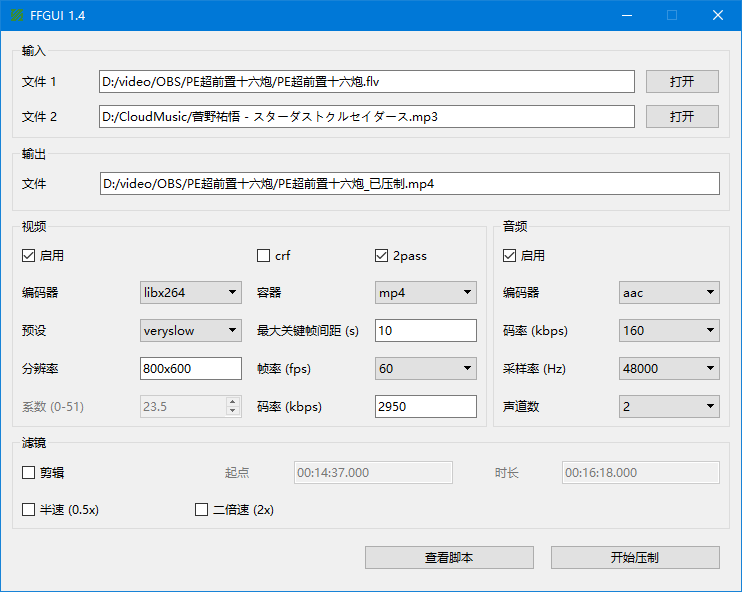 FFGUI 1.4
输入
文件 1 D:/video/OBS/PE超前置十六炮/PE超前置十六炮.flv 打开
文件 2 D:/CloudMusic/菅野祐悟 - スターダストクルセイダース.mp3 打开
输出
文件 D:/video/OBS/PE超前置十六炮/PE超前置十六炮_已压制.mp4
视频
启用 crf 2pass
编码器 libx264 容器 mp4
预设 veryslow 最大关键帧间距 (s) 10
分辨率 800x600 帧率 (fps) 60
系数 (0-51) 23.5 码率 (kbps) 2950
音频
启用
编码器 aac
码率 (kbps) 160
采样率 (Hz) 48000
声道数 2
滤镜
剪辑 起点 00:14:37.000 时长 00:16:18.000
半速 (0.5x) 二倍速 (2x)
查看脚本 开始压制